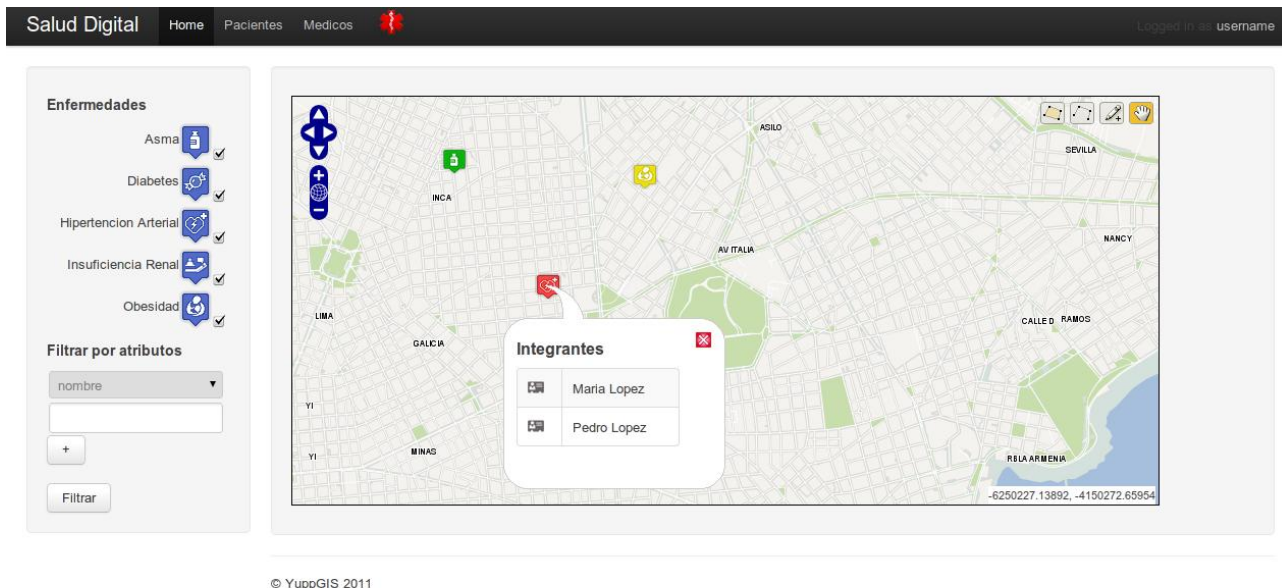 Salud Digital Home Pacientes Medicos Logged in as username
Enfermedades
Asma
Diabetes
Hipertencion Arterial
Insuficiencia Renal
Obesidad
Filtrar por atributos
nombre
+
Filtrar
ASILO
SEVILLA
INCA
NANCY
AV ITALIA
LIMA
CALLE D RAMOS
GALICIA
YI
MINAS
YI
RBLA ARMENIA
Integrantes
Maria Lopez
Pedro Lopez
-6250227.13892, -4150272.65954
© YuppGIS 2011